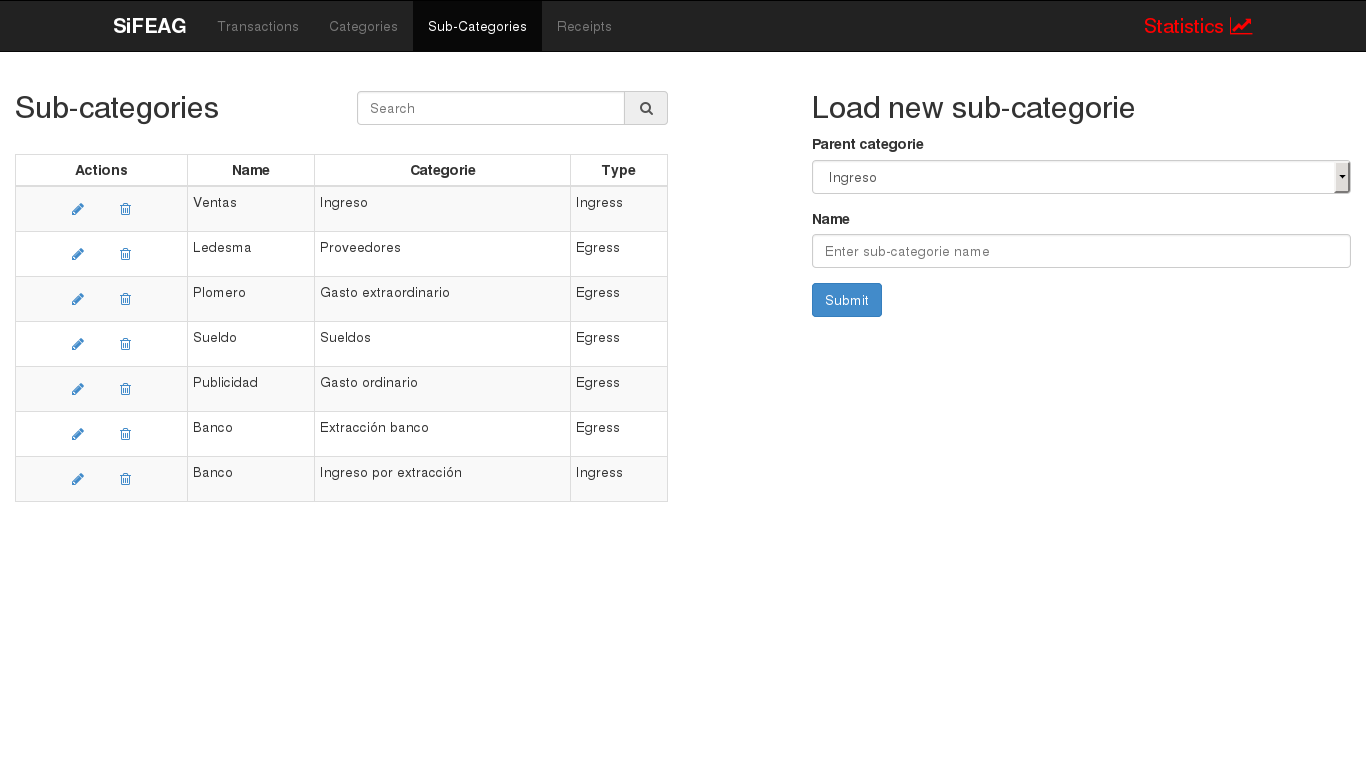 SiFEAG Transactions Categories Sub-Categories Receipts Statistics
Sub-categories
Search
Actions Name Categorie Type
Ventas Ingreso Ingress
Ledesma Proveedores Egress
Plomero Gasto extraordinario Egress
Sueldo Sueldos Egress
Publicidad Gasto ordinario Egress
Banco Extracción banco Egress
Banco Ingreso por extracción Ingress
Load new sub-categorie
Parent categorie
Ingreso
Name
Enter sub-categorie name
Submit